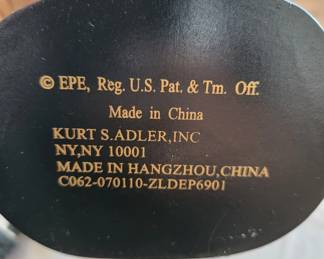 © EPE, Reg. U.S. Pat. & Tm. Off.
Made in China
KURT S.ADLER,INC
NY,NY 10001
MADE IN HANGZHOU,CHINA
C062-070110-ZLDEP6901